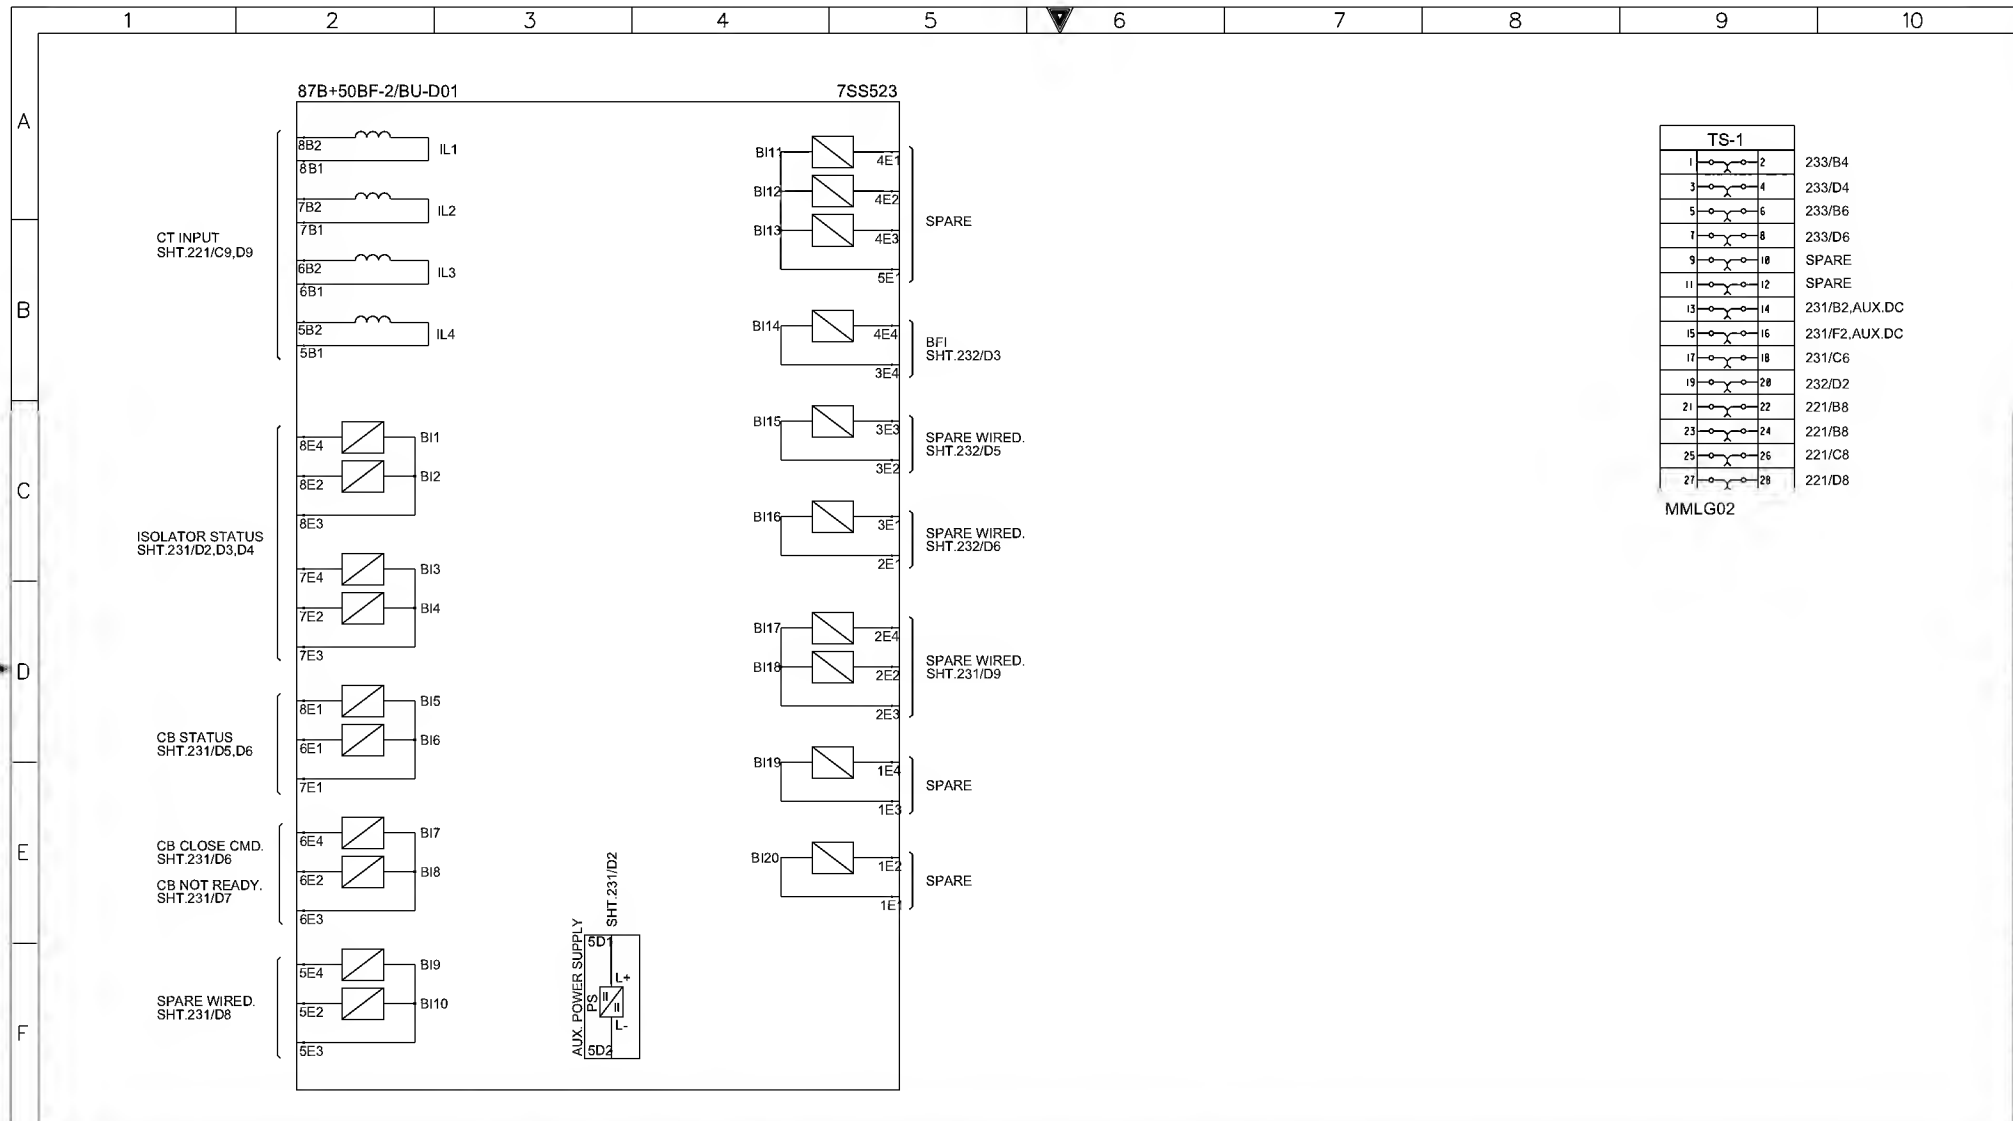 1 2 3 4 5 6 7 8 9 10
A
B
C
D
E
F
87B+50BF-2/BU-D01
7SS523
CT INPUT
SHT.221/C9,D9
8B2
8B1
IL1
7B2
7B1
IL2
6B2
6B1
IL3
5B2
5B1
IL4
ISOLATOR STATUS
SHT.231/D2,D3,D4
8E4
BI1
8E2
BI2
8E3
7E4
BI3
7E2
BI4
7E3
CB STATUS
SHT.231/D5,D6
8E1
BI5
6E1
BI6
7E1
CB CLOSE CMD.
SHT.231/D6
CB NOT READY.
SHT.231/D7
6E4
BI7
6E2
BI8
6E3
SPARE WIRED.
SHT.231/D8
5E4
BI9
5E2
BI10
5E3
AUX. POWER SUPPLY
PS
SHT.231/D2
5D1
L+
L-
5D2
BI11
4E1
BI12
4E2
BI13
4E3
5E1
SPARE
BI14
4E4
3E4
BFI
SHT.232/D3
BI15
3E3
3E2
SPARE WIRED.
SHT.232/D5
BI16
3E1
2E1
SPARE WIRED.
SHT.232/D6
BI17
2E4
BI18
2E2
2E3
SPARE WIRED.
SHT.231/D9
BI19
1E4
1E3
SPARE
BI20
1E2
1E1
SPARE
TS-1
1 2 233/B4
3 4 233/D4
5 6 233/B6
7 8 233/D6
9 10 SPARE
11 12 SPARE
13 14 231/B2,AUX.DC
15 16 231/F2,AUX.DC
17 18 231/C6
19 20 232/D2
21 22 221/B8
23 24 221/B8
25 26 221/C8
27 28 221/D8
MMLG02